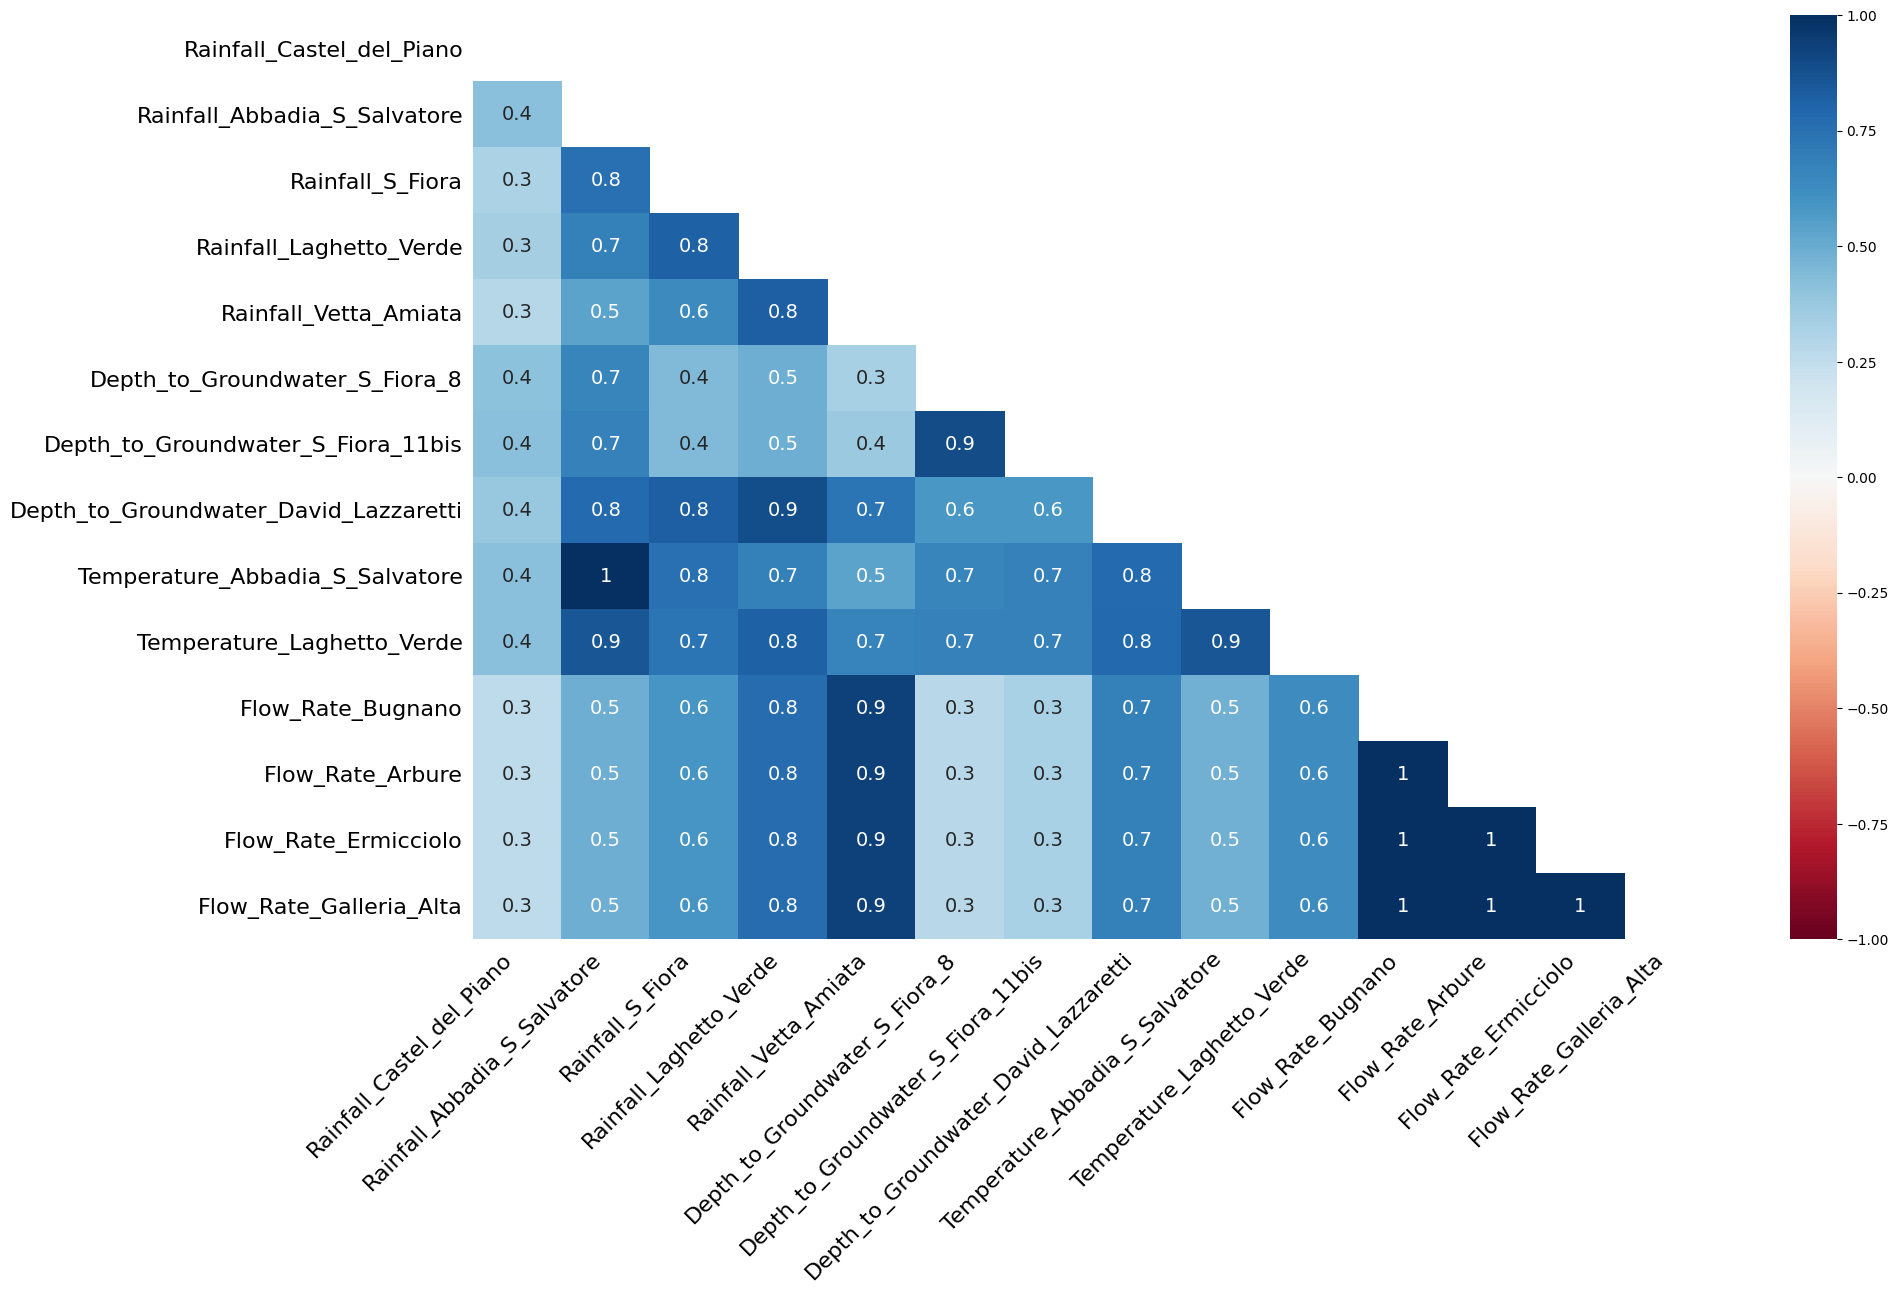 Rainfall_Castel_del_Piano
Rainfall_Abbadia_S_Salvatore 0.4
Rainfall_S_Fiora 0.3 0.8
Rainfall_Laghetto_Verde 0.3 0.7 0.8
Rainfall_Vetta_Amiata 0.3 0.5 0.6 0.8
Depth_to_Groundwater_S_Fiora_8 0.4 0.7 0.4 0.5 0.3
Depth_to_Groundwater_S_Fiora_11bis 0.4 0.7 0.4 0.5 0.4 0.9
Depth_to_Groundwater_David_Lazzaretti 0.4 0.8 0.8 0.9 0.7 0.6 0.6
Temperature_Abbadia_S_Salvatore 0.4 1 0.8 0.7 0.5 0.7 0.7 0.8
Temperature_Laghetto_Verde 0.4 0.9 0.7 0.8 0.7 0.7 0.7 0.8 0.9
Flow_Rate_Bugnano 0.3 0.5 0.6 0.8 0.9 0.3 0.3 0.7 0.5 0.6
Flow_Rate_Arbure 0.3 0.5 0.6 0.8 0.9 0.3 0.3 0.7 0.5 0.6 1
Flow_Rate_Ermicciolo 0.3 0.5 0.6 0.8 0.9 0.3 0.3 0.7 0.5 0.6 1 1
Flow_Rate_Galleria_Alta 0.3 0.5 0.6 0.8 0.9 0.3 0.3 0.7 0.5 0.6 1 1 1
Rainfall_Castel_del_Piano
Rainfall_Abbadia_S_Salvatore
Rainfall_S_Fiora
Rainfall_Laghetto_Verde
Rainfall_Vetta_Amiata
Depth_to_Groundwater_S_Fiora_8
Depth_to_Groundwater_S_Fiora_11bis
Depth_to_Groundwater_David_Lazzaretti
Temperature_Abbadia_S_Salvatore
Temperature_Laghetto_Verde
Flow_Rate_Bugnano
Flow_Rate_Arbure
Flow_Rate_Ermicciolo
Flow_Rate_Galleria_Alta
1.00
0.75
0.50
0.25
0.00
−0.25
−0.50
−0.75
−1.00